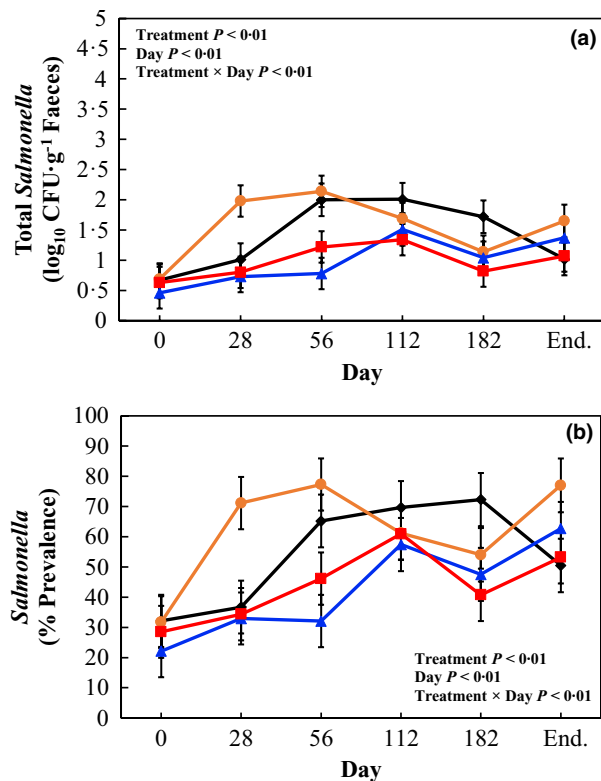 (a)
Treatment P < 0·01
Day P < 0·01
Treatment × Day P < 0·01
Total Salmonella
(log₁₀ CFU·g⁻¹ Faeces)
5
4·5
4
3·5
3
2·5
2
1·5
1
0·5
0
0 28 56 112 182 End.
Day
(b)
Salmonella
(% Prevalence)
100
90
80
70
60
50
40
30
20
10
0
Treatment P < 0·01
Day P < 0·01
Treatment × Day P < 0·01
0 28 56 112 182 End.
Day